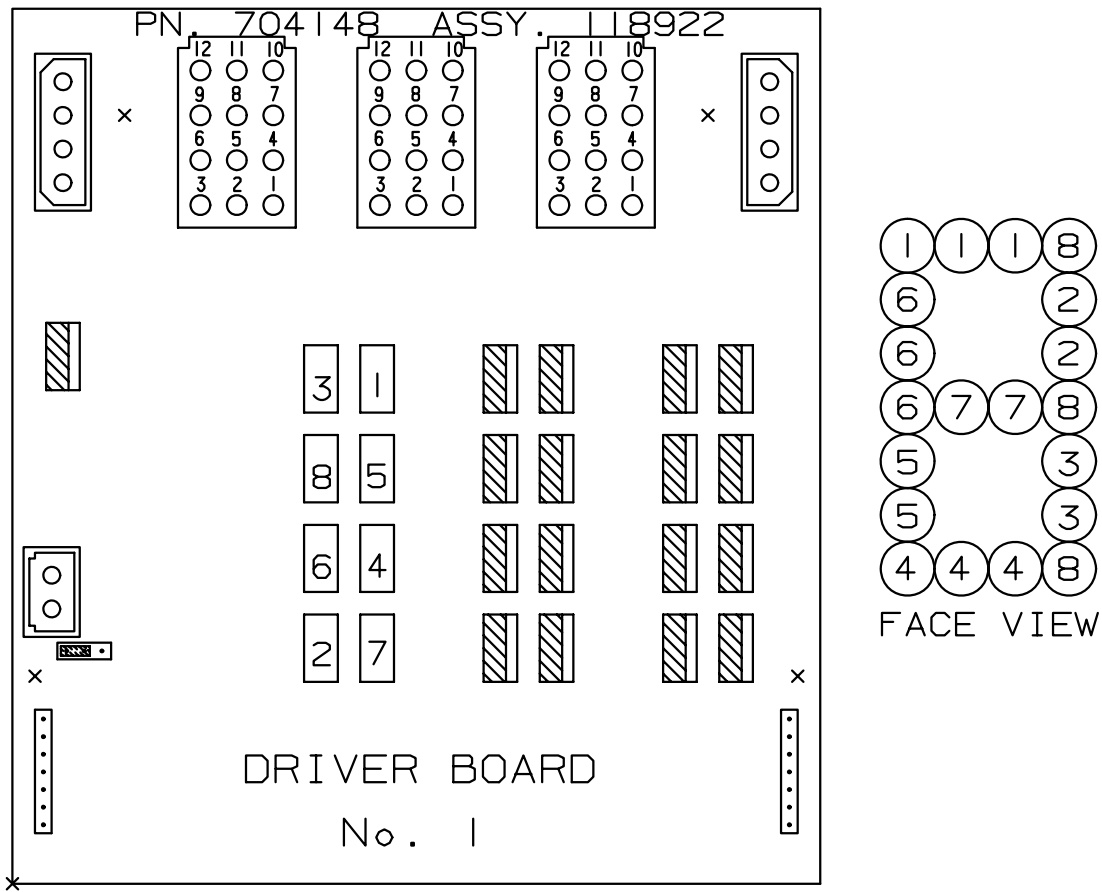 PN. 704148 ASSY. 118922
12 11 10 12 11 10 12 11 10
9 8 7 9 8 7 9 8 7
6 5 4 6 5 4 6 5 4
3 2 1 3 2 1 3 2 1
3 1
8 5
6 4
2 7
DRIVER BOARD
No. 1
1 1 1 8
6 2
6 2
6 7 7 8
5 3
5 3
4 4 4 8
FACE VIEW